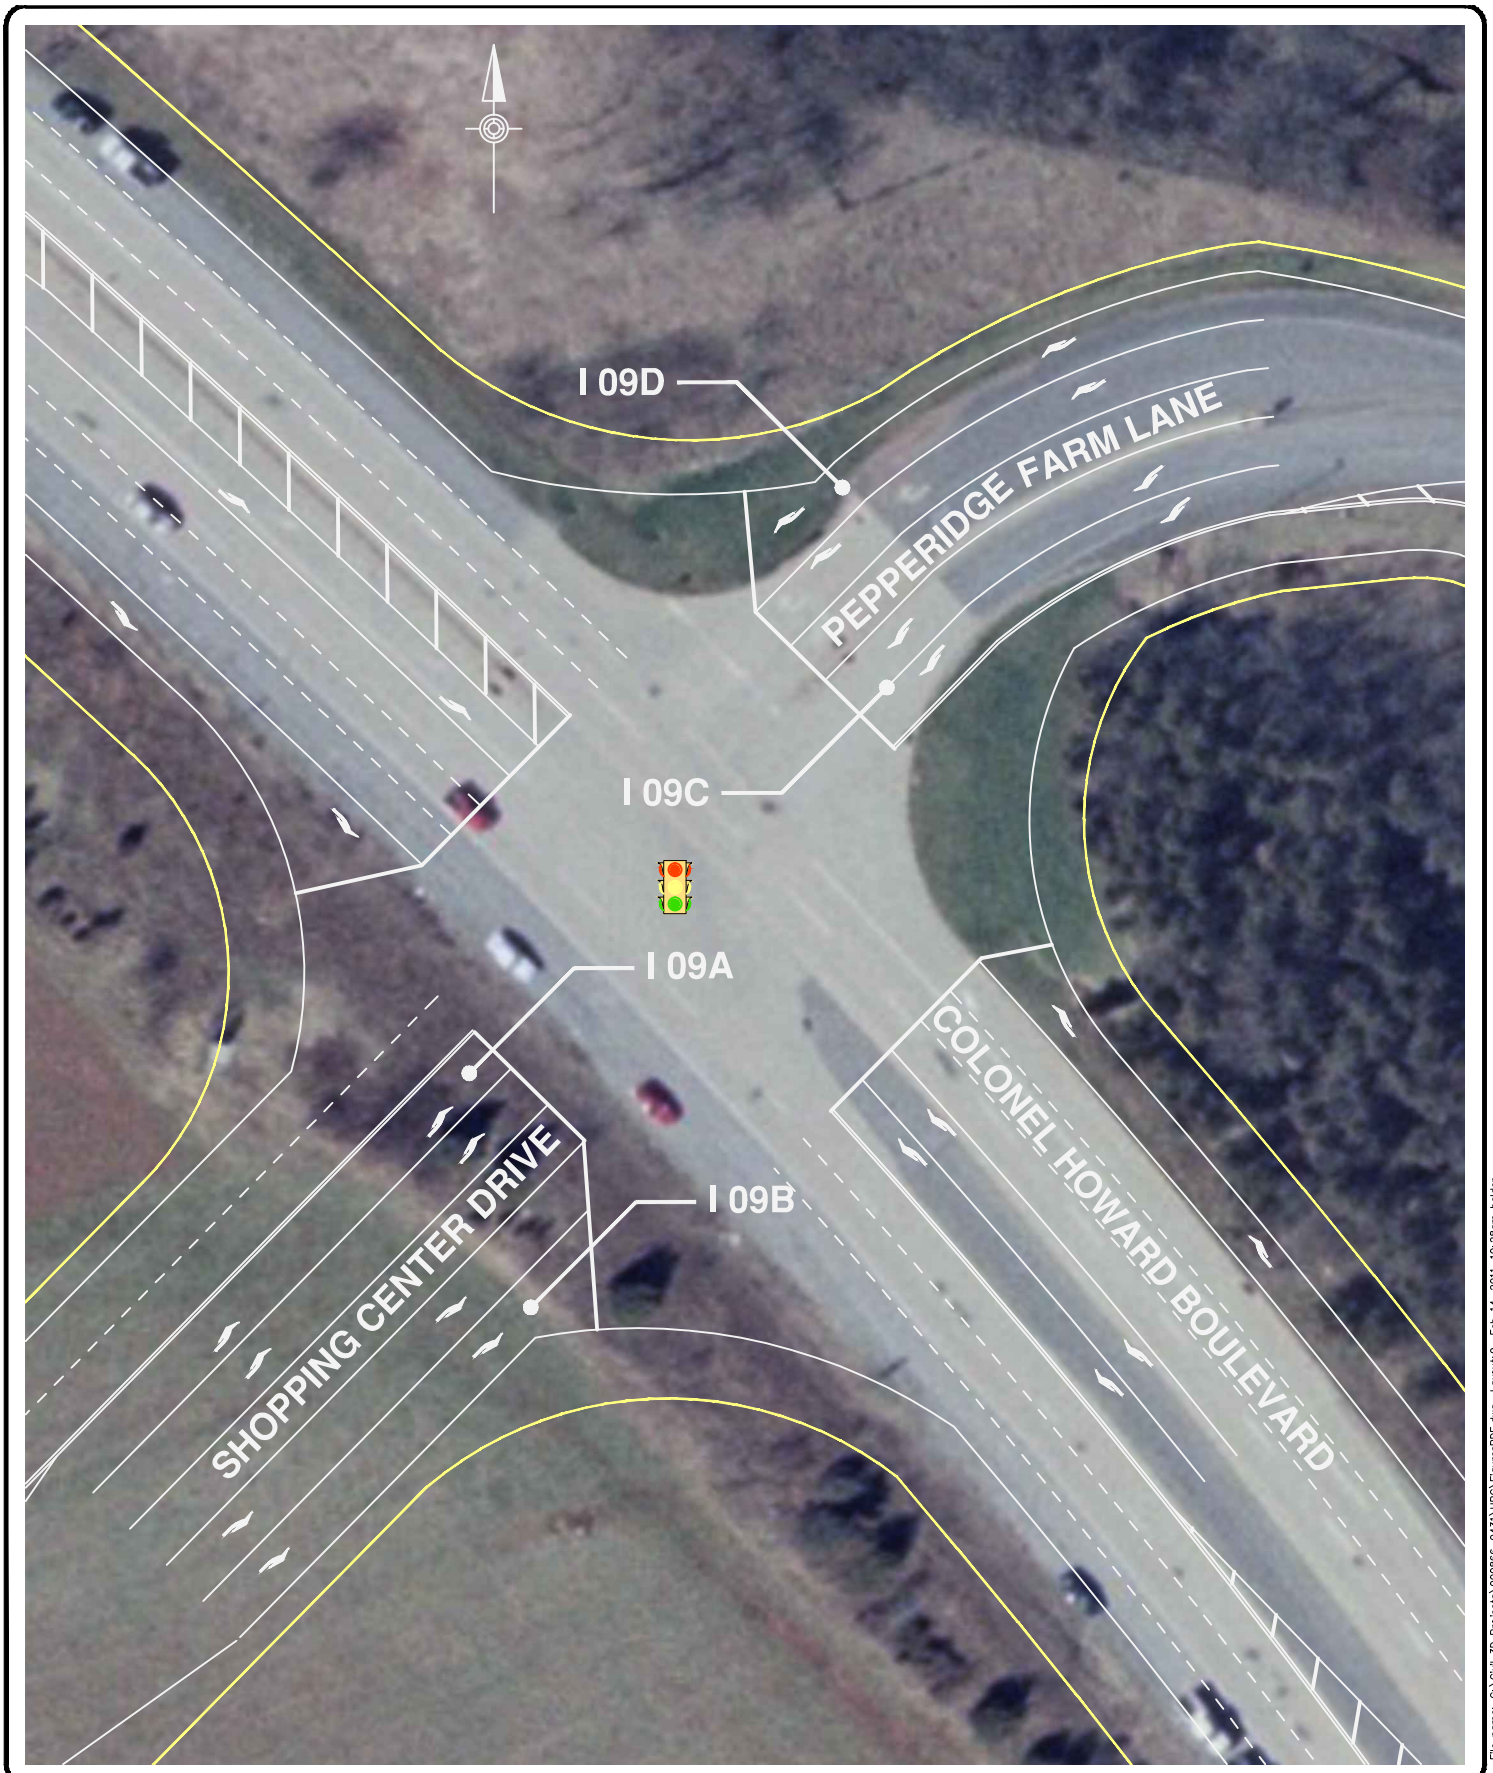 I 09D
PEPPERIDGE FARM LANE
I 09C
I 09A
COLONEL HOWARD BOULEVARD
SHOPPING CENTER DRIVE
I 09B